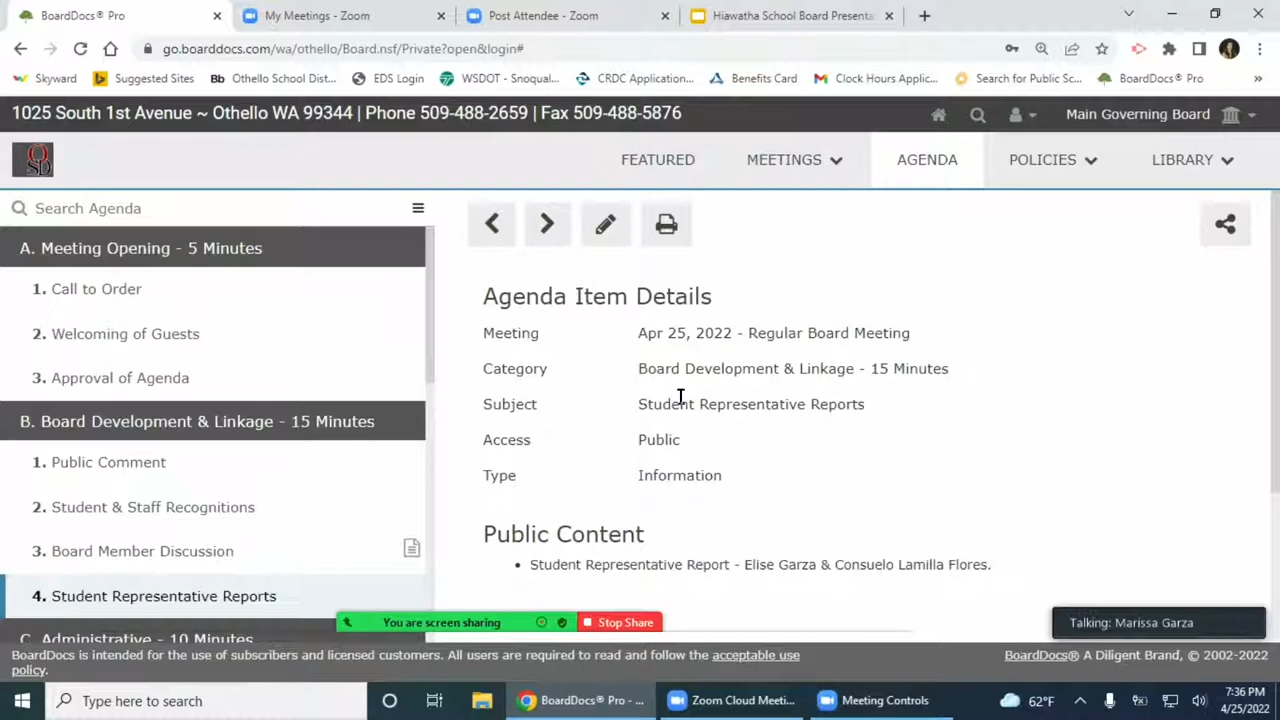 BoardDocs® Pro
My Meetings - Zoom
Post Attendee - Zoom
Hiawatha School Board Presenta
go.boarddocs.com/wa/othello/Board.nsf/Private?open&login#
Skyward
Suggested Sites
Bb Othello School Dist...
EDS Login
WSDOT - Snoqual...
CRDC Application...
Benefits Card
Clock Hours Applic...
Search for Public Sc...
BoardDocs® Pro
»
1025 South 1st Avenue ~ Othello WA 99344 | Phone 509-488-2659 | Fax 509-488-5876
Main Governing Board
OSD
FEATURED
MEETINGS
AGENDA
POLICIES
LIBRARY
Search Agenda
A. Meeting Opening - 5 Minutes
1. Call to Order
2. Welcoming of Guests
3. Approval of Agenda
B. Board Development & Linkage - 15 Minutes
1. Public Comment
2. Student & Staff Recognitions
3. Board Member Discussion
4. Student Representative Reports
C. Administrative - 10 Minutes
Agenda Item Details
Meeting Apr 25, 2022 - Regular Board Meeting
Category Board Development & Linkage - 15 Minutes
Subject Student Representative Reports
Access Public
Type Information
Public Content
• Student Representative Report - Elise Garza & Consuelo Lamilla Flores.
You are screen sharing
Stop Share
Talking: Marissa Garza
BoardDocs is intended for the use of subscribers and licensed customers. All users are required to read and follow the acceptable use
policy.
BoardDocs® A Diligent Brand, © 2002-2022
Type here to search
BoardDocs® Pro - ...
Zoom Cloud Meeti...
Meeting Controls
62°F
7:36 PM
4/25/2022